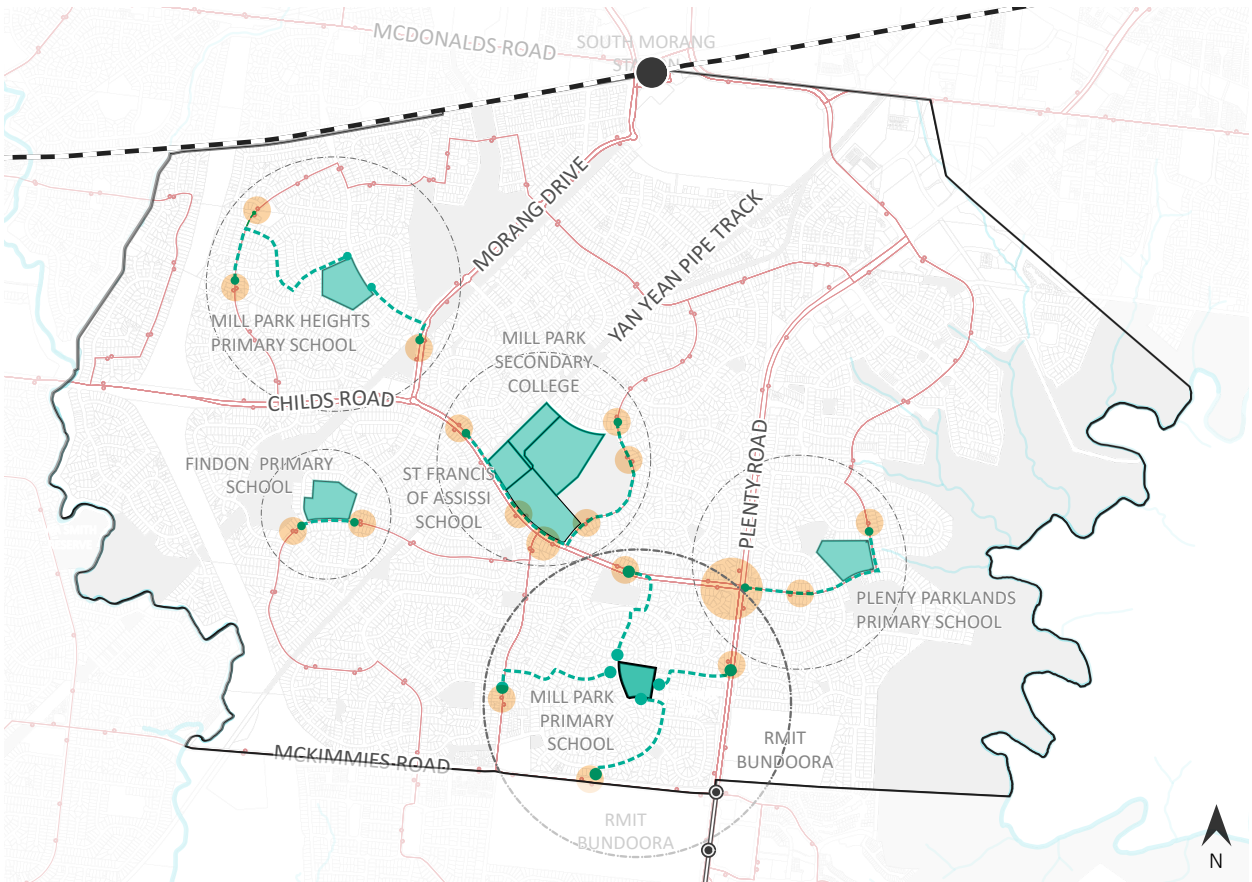 MCDONALDS ROAD
SOUTH MORANG
MORANG DRIVE
YAN YEAN PIPE TRACK
MILL PARK HEIGHTS
PRIMARY SCHOOL
MILL PARK
SECONDARY
COLLEGE
CHILDS ROAD
FINDON PRIMARY
SCHOOL
ST FRANCIS
OF ASSISSI
SCHOOL
PLENTY ROAD
PLENTY PARKLANDS
PRIMARY SCHOOL
MILL PARK
PRIMARY
SCHOOL
RMIT
BUNDOORA
MCKIMMIES ROAD
RMIT
BUNDOORA
N